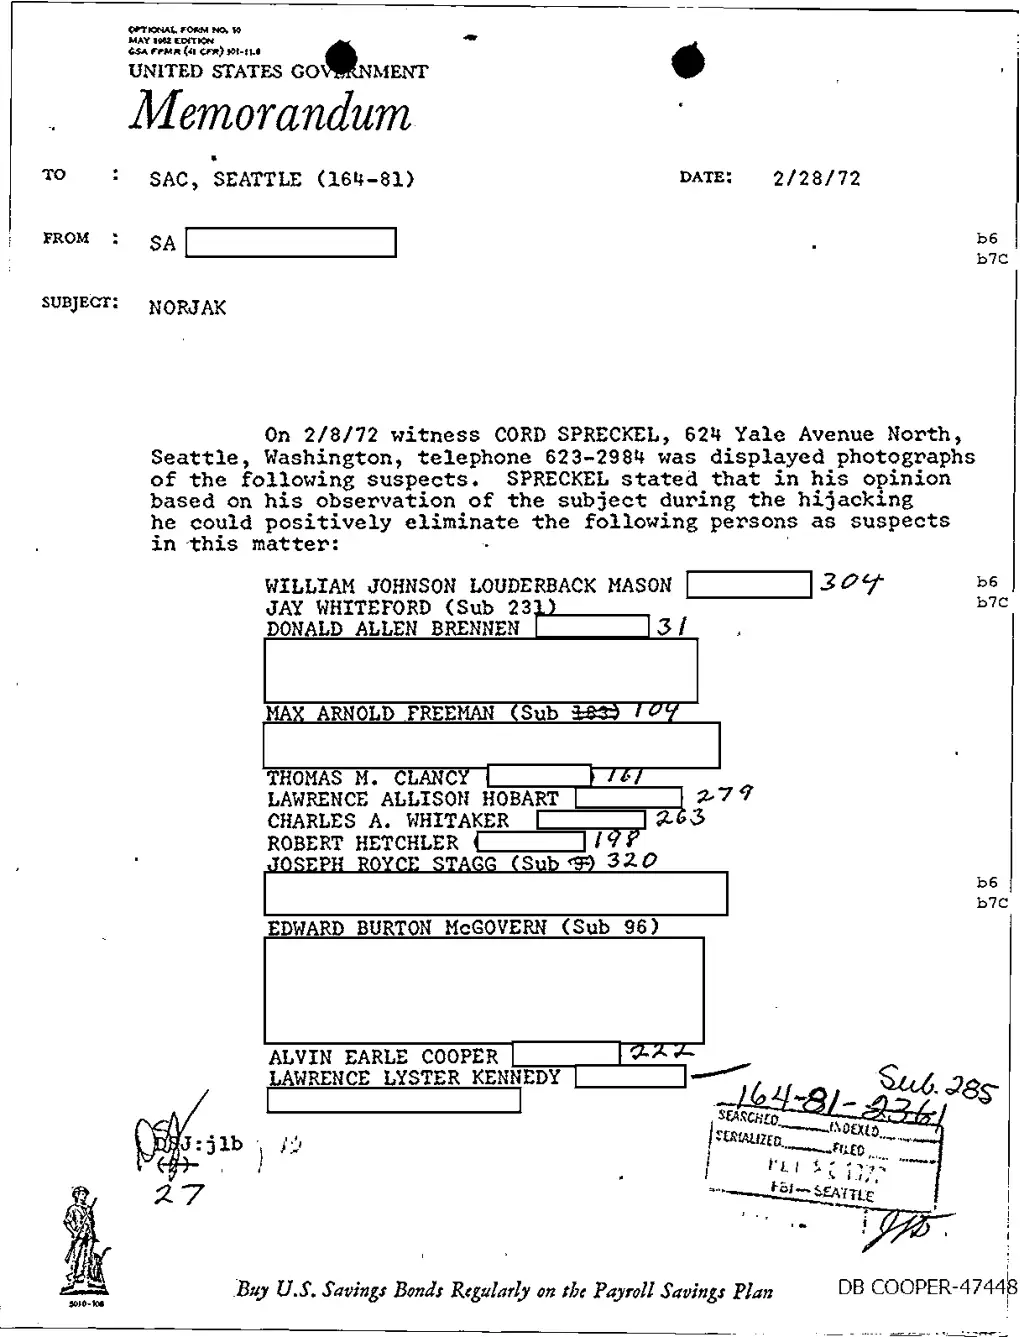 OPTIONAL FORM NO. 10
MAY 1962 EDITION
GSA FPMR (41 CFR) 101-11.6
UNITED STATES GOVERNMENT
Memorandum
TO : SAC, SEATTLE (164-81) DATE: 2/28/72
FROM : SA b6
b7C
SUBJECT: NORJAK
On 2/8/72 witness CORD SPRECKEL, 624 Yale Avenue North,
Seattle, Washington, telephone 623-2984 was displayed photographs
of the following suspects. SPRECKEL stated that in his opinion
based on his observation of the subject during the hijacking
he could positively eliminate the following persons as suspects
in this matter:
WILLIAM JOHNSON LOUDERBACK MASON 304 b6
JAY WHITEFORD (Sub 231) b7C
DONALD ALLEN BRENNEN 31
MAX ARNOLD FREEMAN (Sub 183) 104
THOMAS M. CLANCY 161
LAWRENCE ALLISON HOBART 279
CHARLES A. WHITAKER 263
ROBERT HETCHLER 198
JOSEPH ROYCE STAGG (Sub 9) 320
b6
b7C
EDWARD BURTON McGOVERN (Sub 96)
ALVIN EARLE COOPER 222
LAWRENCE LYSTER KENNEDY Sub. 285
164-81-2361
SEARCHED INDEXED
SERIALIZED FILED
FBI-SEATTLE
DSJ:jlb
27
5010-108
Buy U.S. Savings Bonds Regularly on the Payroll Savings Plan
DB COOPER-47448